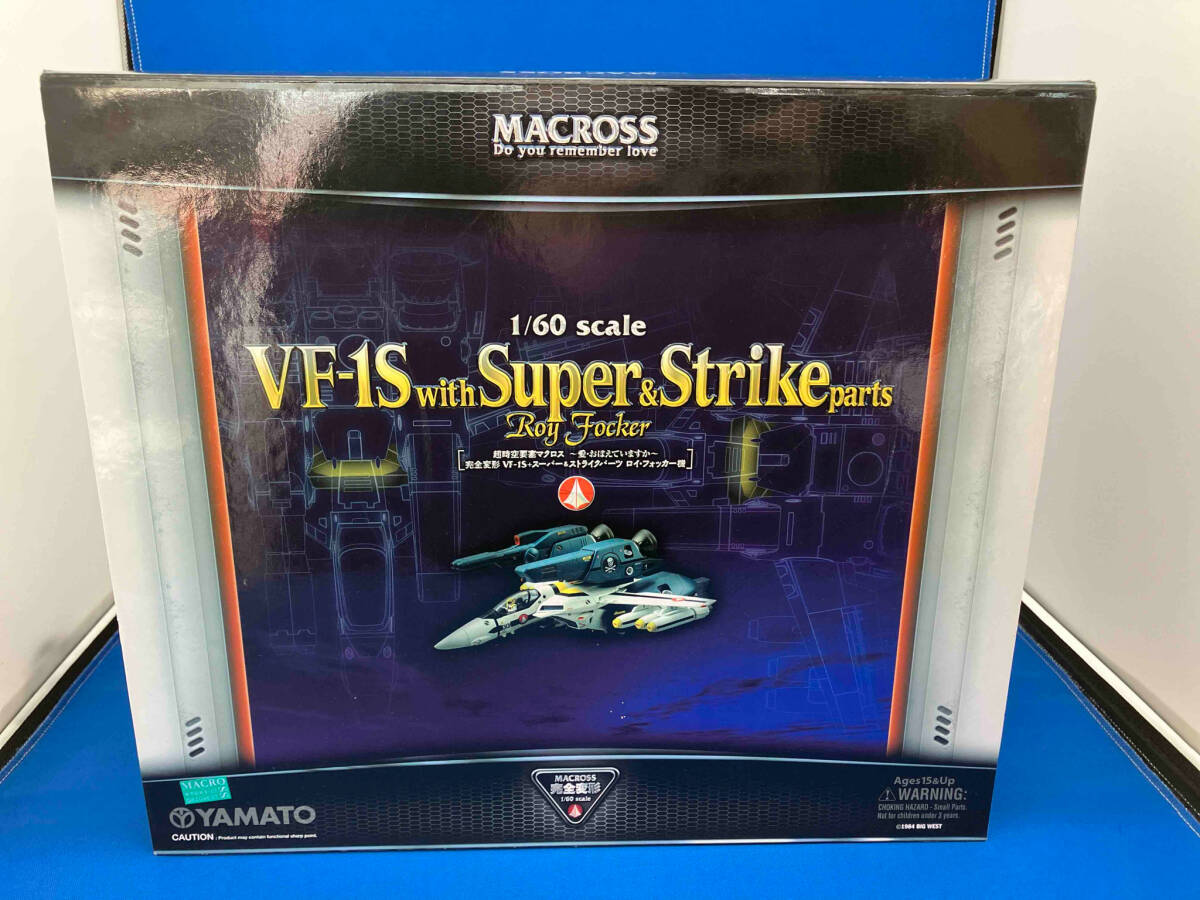 MACROSS
Do you remember love
1/60 scale
VF-1S with Super & Strike parts
Roy Focker
超時空要塞マクロス ～愛・おぼえていますか～
完全変形 VF-1S+スーパー&ストライクパーツ ロイ・フォッカー機
MACRO
YAMATO
CAUTION : Product may contain functional sharp point.
MACROSS
完全変形
1/60 scale
Ages15&Up
WARNING:
CHOKING HAZARD - Small Parts.
Not for children under 3 years.
©1984 BIG WEST